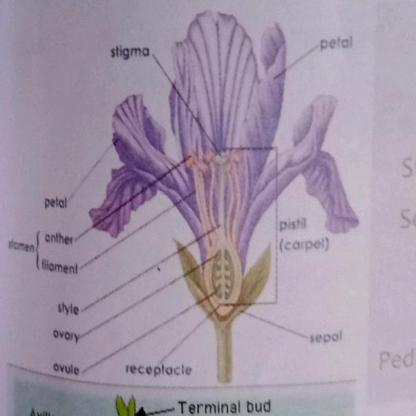 stigma
petal
petal
stamen
anther
filament
pistil
(carpel)
style
ovary
sepal
ovule
receptacle
Terminal bud
Ped